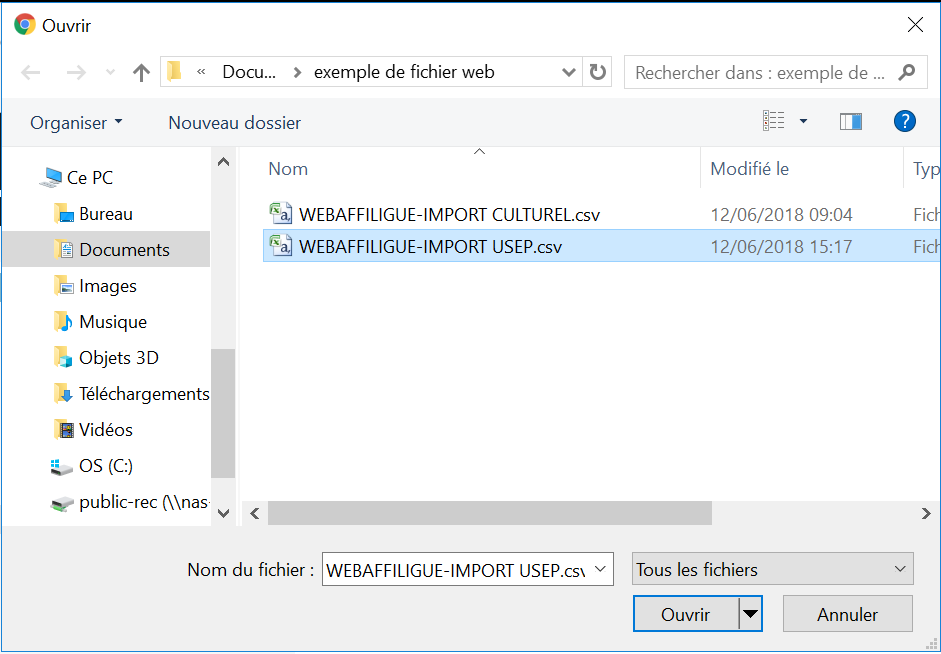 Ouvrir
« Docu... > exemple de fichier web
Rechercher dans : exemple de ...
Organiser
Nouveau dossier
?
Nom
Modifié le
Typ
Ce PC
Bureau
Documents
Images
Musique
Objets 3D
Téléchargements
Vidéos
OS (C:)
public-rec (\\nas-
WEBAFFILIGUE-IMPORT CULTUREL.csv 12/06/2018 09:04 Fich
WEBAFFILIGUE-IMPORT USEP.csv 12/06/2018 15:17 Fich
Nom du fichier : WEBAFFILIGUE-IMPORT USEP.csv
Tous les fichiers
Ouvrir
Annuler